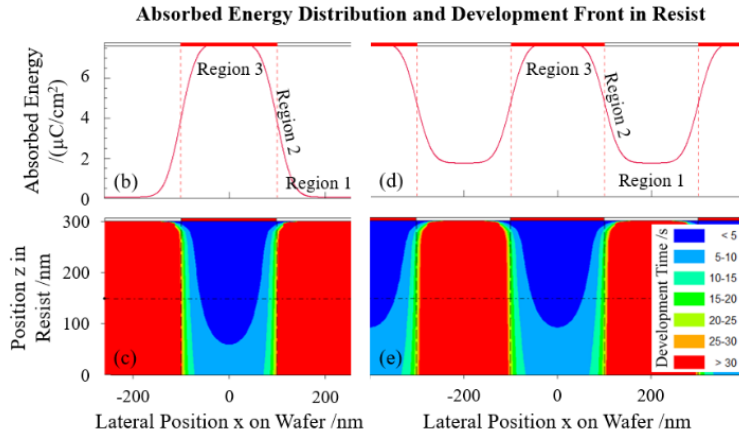 Absorbed Energy Distribution and Development Front in Resist
Absorbed Energy
/(μC/cm²)
6
4
2
0
Region 3
Region 2
Region 1
(b)
Region 3
Region 2
Region 1
(d)
Position z in
Resist /nm
300
200
100
0
(c)
(e)
Development Time /s
< 5
5-10
10-15
15-20
20-25
25-30
> 30
-200
0
200
-200
0
200
Lateral Position x on Wafer /nm
Lateral Position x on Wafer /nm